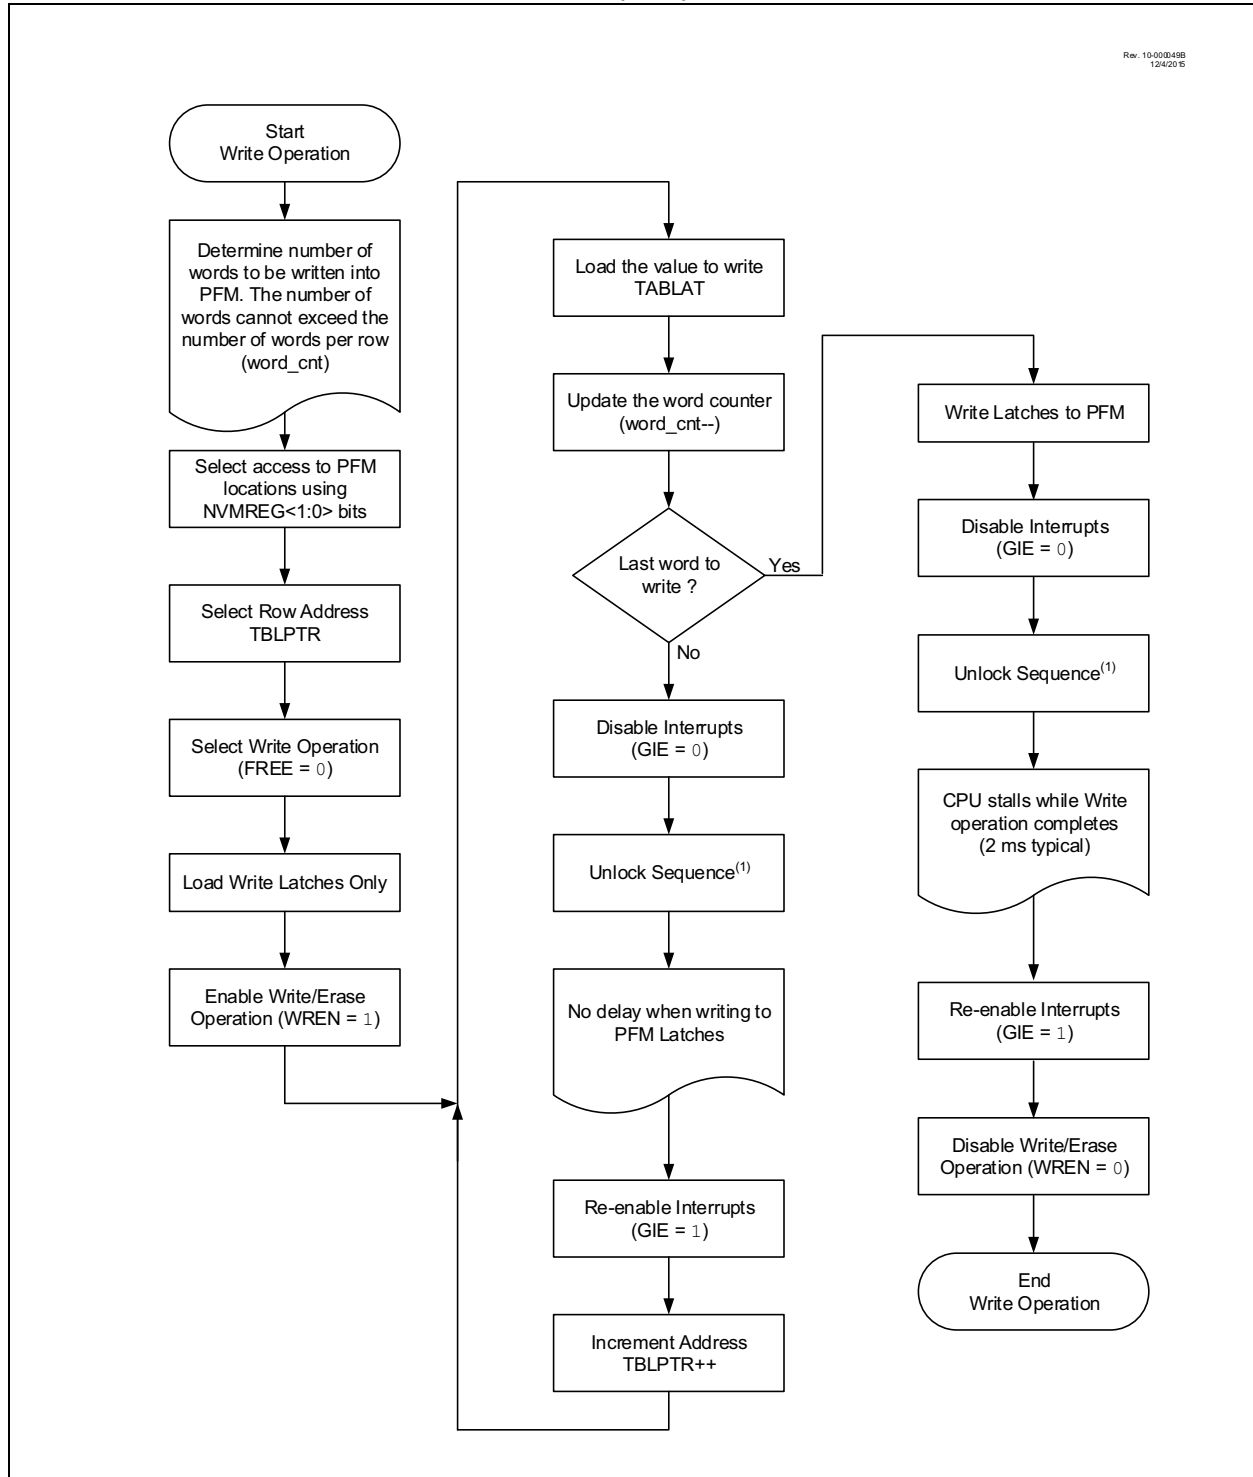 Rev. 10-000049B
12/4/2015
Start
Write Operation
Determine number of
words to be written into
PFM. The number of
words cannot exceed the
number of words per row
(word_cnt)
Select access to PFM
locations using
NVMREG<1:0> bits
Select Row Address
TBLPTR
Select Write Operation
(FREE = 0)
Load Write Latches Only
Enable Write/Erase
Operation (WREN = 1)
Load the value to write
TABLAT
Update the word counter
(word_cnt--)
Last word to
write ?
Yes
No
Disable Interrupts
(GIE = 0)
Unlock Sequence(1)
No delay when writing to
PFM Latches
Re-enable Interrupts
(GIE = 1)
Increment Address
TBLPTR++
Write Latches to PFM
Disable Interrupts
(GIE = 0)
Unlock Sequence(1)
CPU stalls while Write
operation completes
(2 ms typical)
Re-enable Interrupts
(GIE = 1)
Disable Write/Erase
Operation (WREN = 0)
End
Write Operation